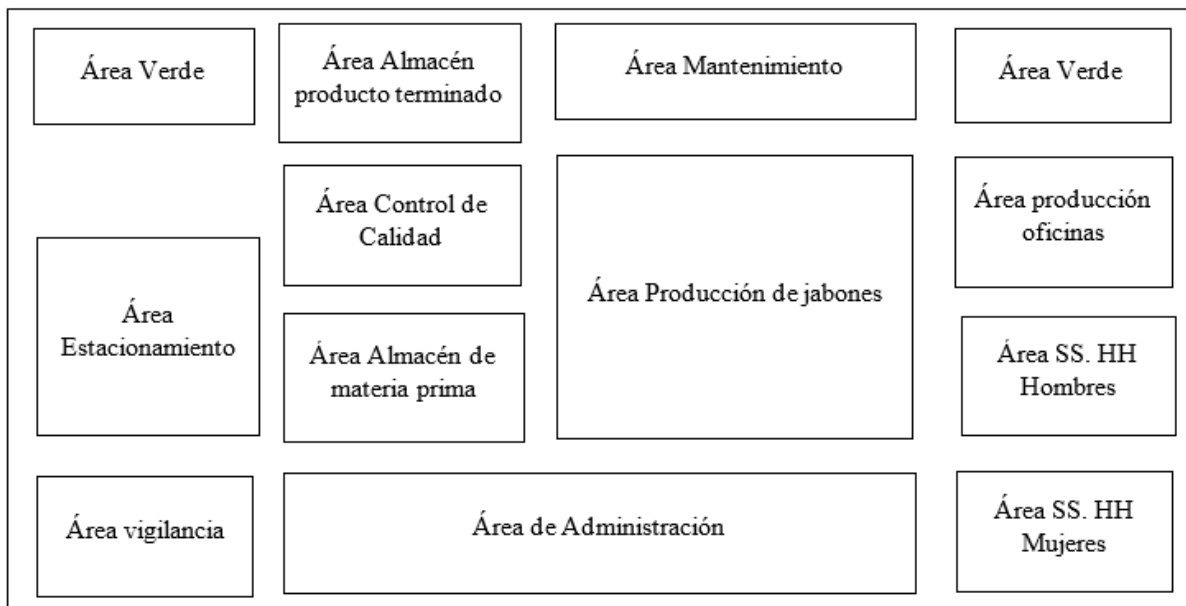 Área Verde
Área Almacén
producto terminado
Área Mantenimiento
Área Verde
Área Control de
Calidad
Área Producción de jabones
Área producción
oficinas
Área
Estacionamiento
Área Almacén de
materia prima
Área SS. HH
Hombres
Área vigilancia
Área de Administración
Área SS. HH
Mujeres